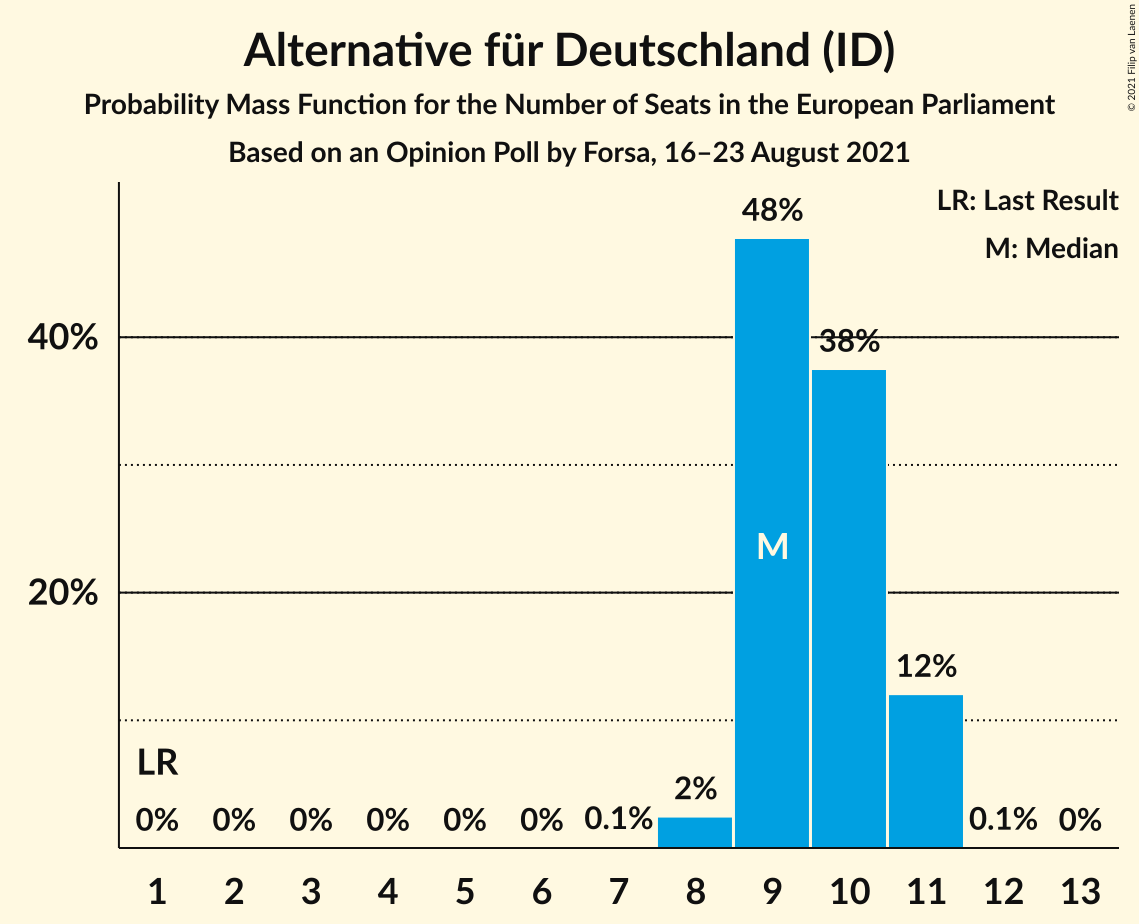 Alternative für Deutschland (ID)
Probability Mass Function for the Number of Seats in the European Parliament
Based on an Opinion Poll by Forsa, 16–23 August 2021
© 2021 Filip van Laenen
LR: Last Result
M: Median
40%
20%
48%
38%
M
12%
LR
2%
0% 0% 0% 0% 0% 0% 0.1% 0.1% 0%
1 2 3 4 5 6 7 8 9 10 11 12 13